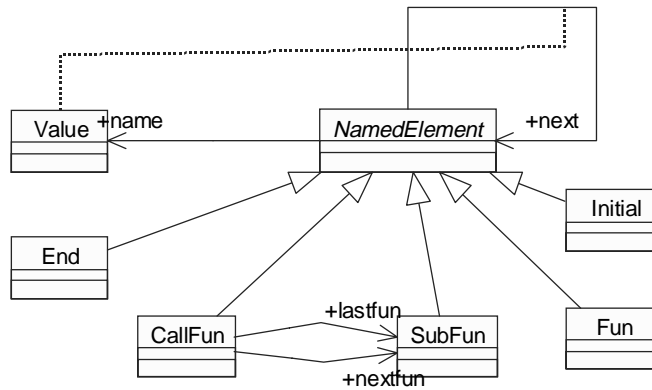 Value
+name
NamedElement
+next
Initial
End
+lastfun
CallFun
SubFun
Fun
+nextfun